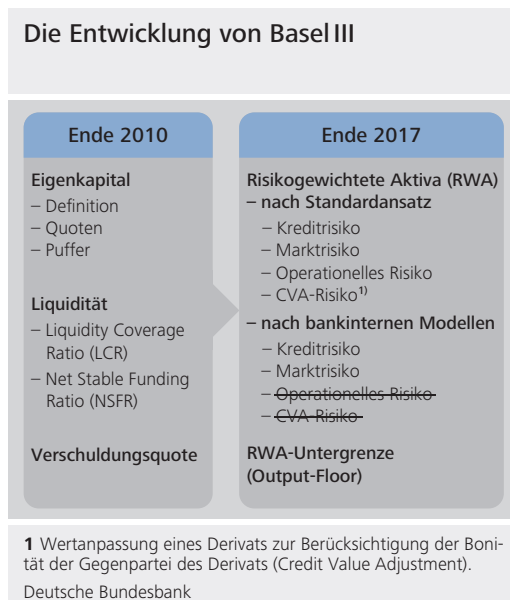 Die Entwicklung von Basel III
Ende 2010
Eigenkapital
– Definition
– Quoten
– Puffer
Liquidität
– Liquidity Coverage
Ratio (LCR)
– Net Stable Funding
Ratio (NSFR)
Verschuldungsquote
Ende 2017
Risikogewichtete Aktiva (RWA)
– nach Standardansatz
– Kreditrisiko
– Marktrisiko
– Operationelles Risiko
– CVA-Risiko¹⁾
– nach bankinternen Modellen
– Kreditrisiko
– Marktrisiko
– Operationelles Risiko
– CVA-Risiko
RWA-Untergrenze
(Output-Floor)
1 Wertanpassung eines Derivats zur Berücksichtigung der Boni-
tät der Gegenpartei des Derivats (Credit Value Adjustment).
Deutsche Bundesbank